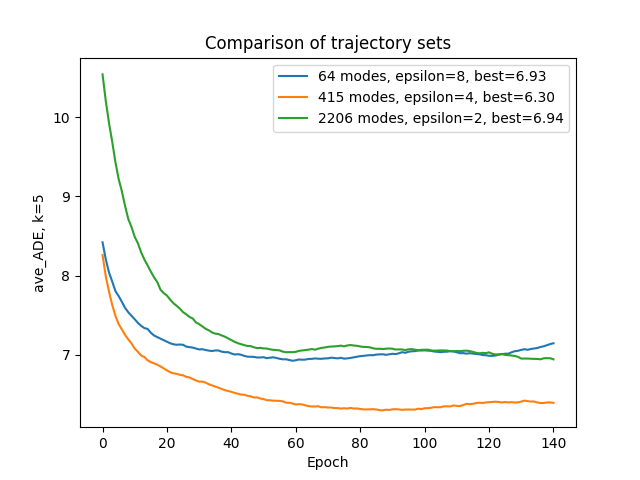 Comparison of trajectory sets
64 modes, epsilon=8, best=6.93
415 modes, epsilon=4, best=6.30
2206 modes, epsilon=2, best=6.94
ave_ADE, k=5
10
9
8
7
0 20 40 60 80 100 120 140
Epoch